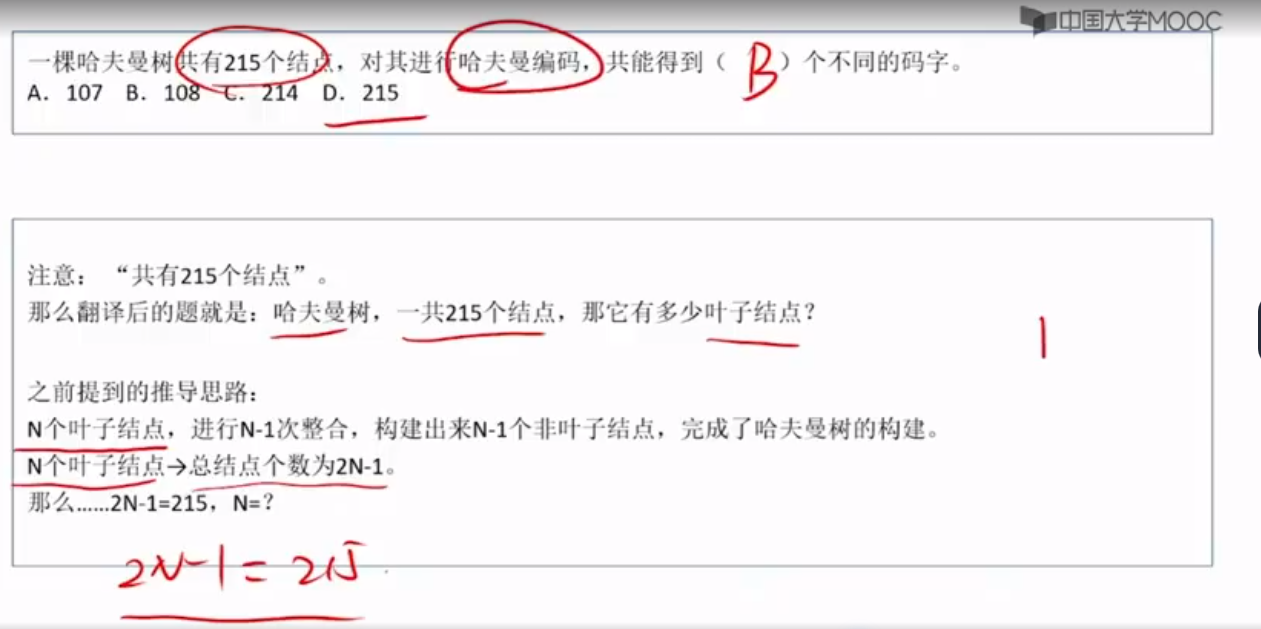 中国大学MOOC
一棵哈夫曼树共有215个结点，对其进行哈夫曼编码，共能得到（ B ）个不同的码字。
A. 107 B. 108 C. 214 D. 215
注意：“共有215个结点”。
那么翻译后的题就是：哈夫曼树，一共215个结点，那它有多少叶子结点？
之前提到的推导思路：
N个叶子结点，进行N-1次整合，构建出来N-1个非叶子结点，完成了哈夫曼树的构建。
N个叶子结点→总结点个数为2N-1。
那么……2N-1=215，N=？
2N-1=215